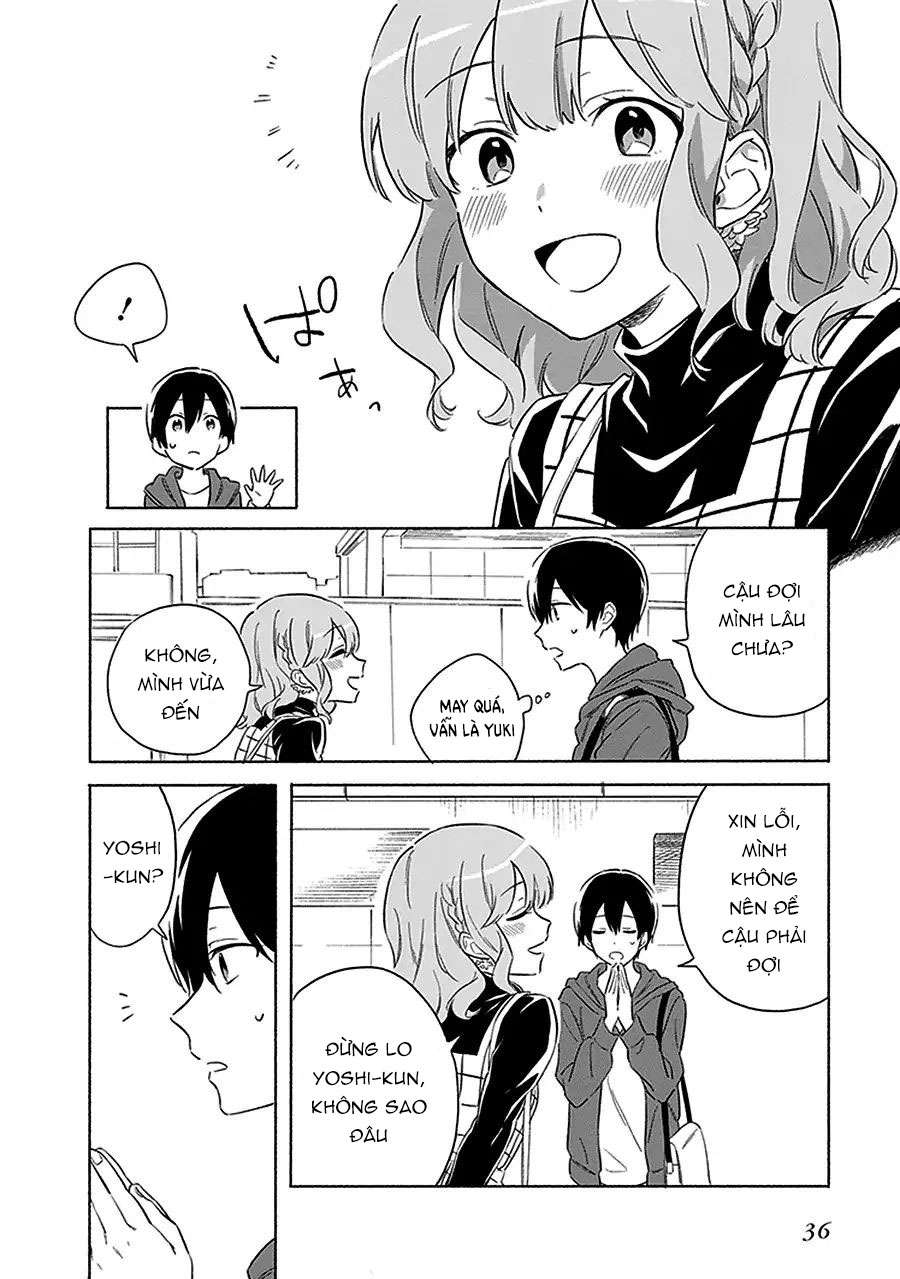 !
ぱ
ぁっ
CẬU ĐỢI
MÌNH LÂU
CHƯA?
MAY QUÁ,
VẪN LÀ YUKI
KHÔNG,
MÌNH VỪA
ĐẾN
XIN LỖI,
MÌNH
KHÔNG
NÊN ĐỂ
CẬU PHẢI
ĐỢI
ĐỪNG LO
YOSHI-KUN,
KHÔNG SAO
ĐÂU
YOSHI
-KUN?
36